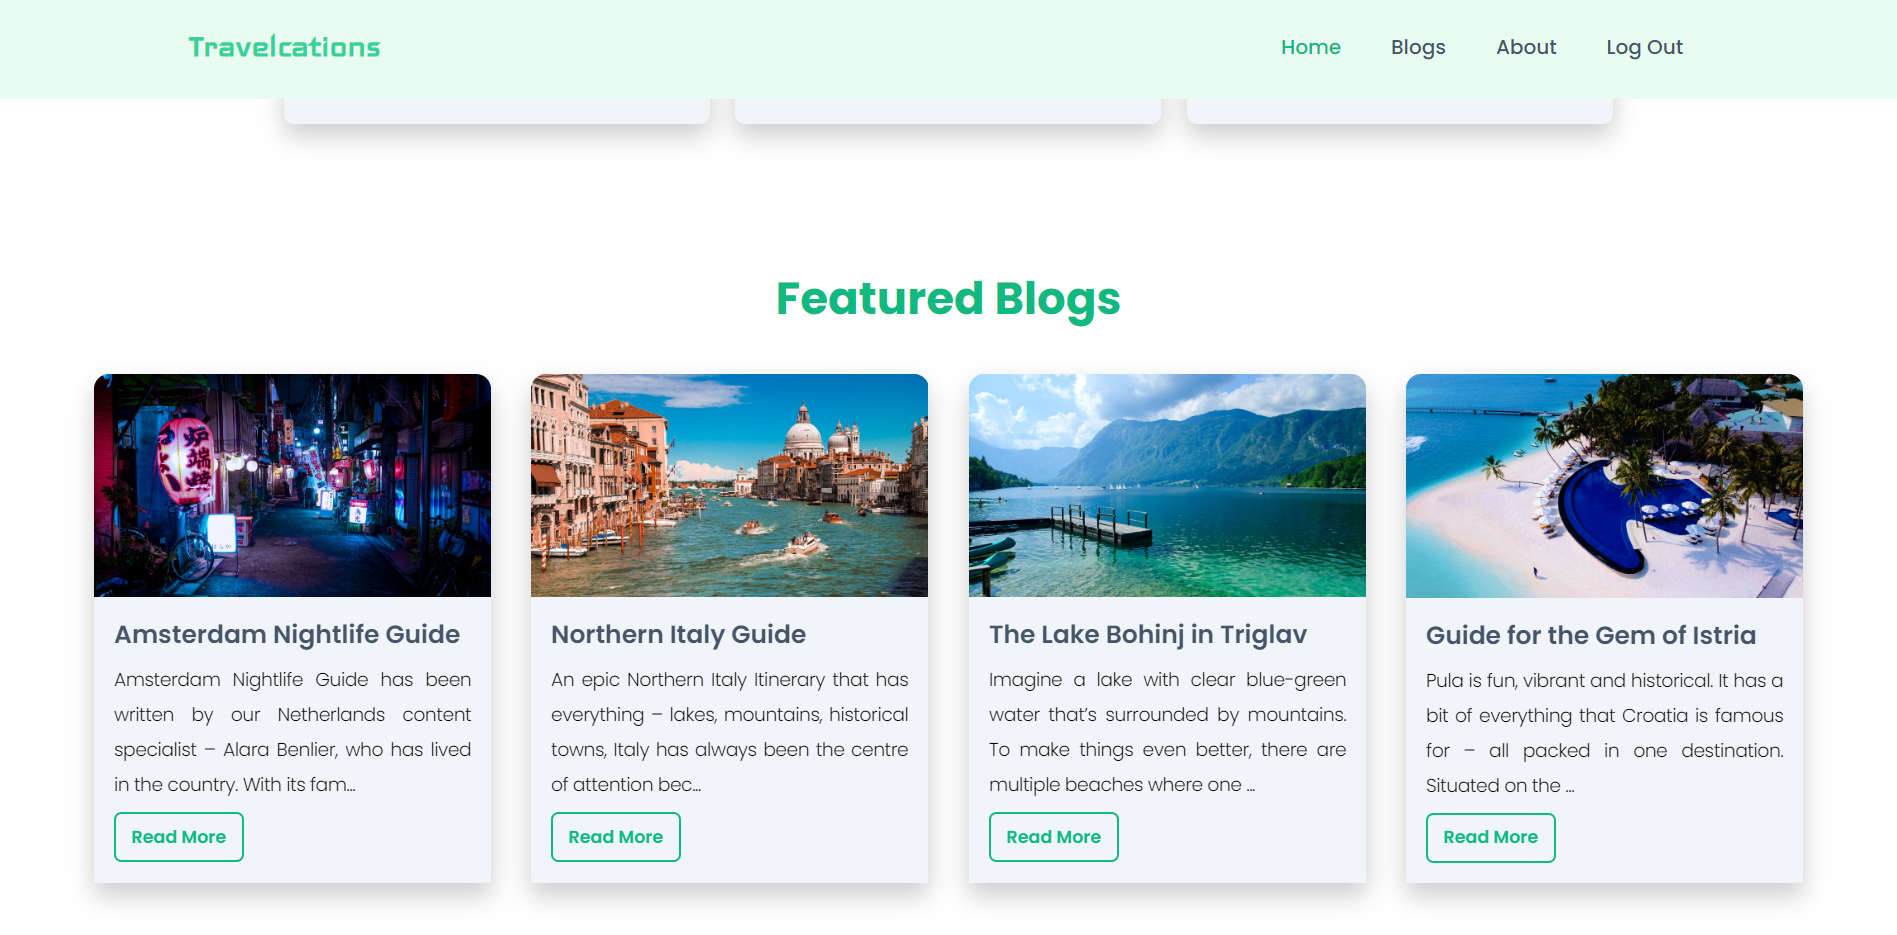 Travelcations
Home Blogs About Log Out
Featured Blogs
炉端焼
Amsterdam Nightlife Guide
Amsterdam Nightlife Guide has been
written by our Netherlands content
specialist – Alara Benlier, who has lived
in the country. With its fam...
Read More
Northern Italy Guide
An epic Northern Italy Itinerary that has
everything – lakes, mountains, historical
towns, Italy has always been the centre
of attention bec...
Read More
The Lake Bohinj in Triglav
Imagine a lake with clear blue-green
water that's surrounded by mountains.
To make things even better, there are
multiple beaches where one ...
Read More
Guide for the Gem of Istria
Pula is fun, vibrant and historical. It has a
bit of everything that Croatia is famous
for – all packed in one destination.
Situated on the ...
Read More